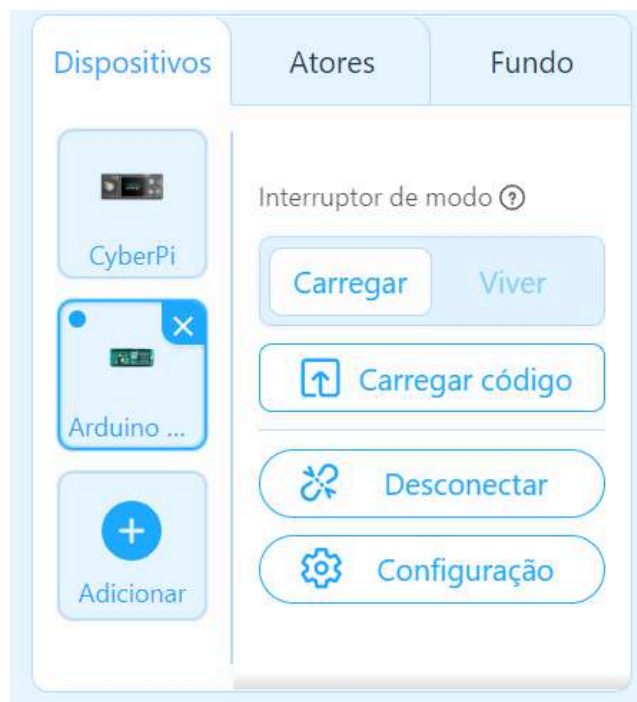 Dispositivos
Atores
Fundo
CyberPi
Arduino ...
Adicionar
Interruptor de modo
Carregar
Viver
Carregar código
Desconectar
Configuração